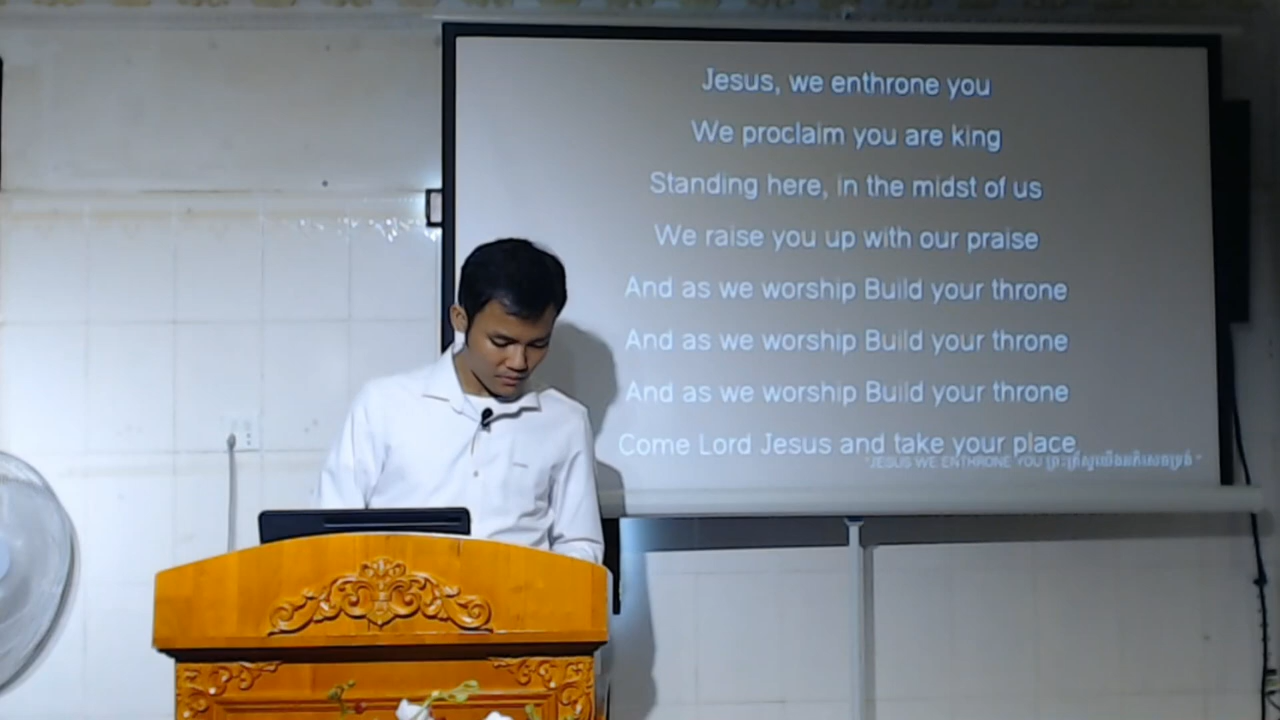 Jesus, we enthrone you
We proclaim you are king
Standing here, in the midst of us
We raise you up with our praise
And as we worship Build your throne
And as we worship Build your throne
And as we worship Build your throne
Come Lord Jesus and take your place
"JESUS WE ENTHRONE YOU